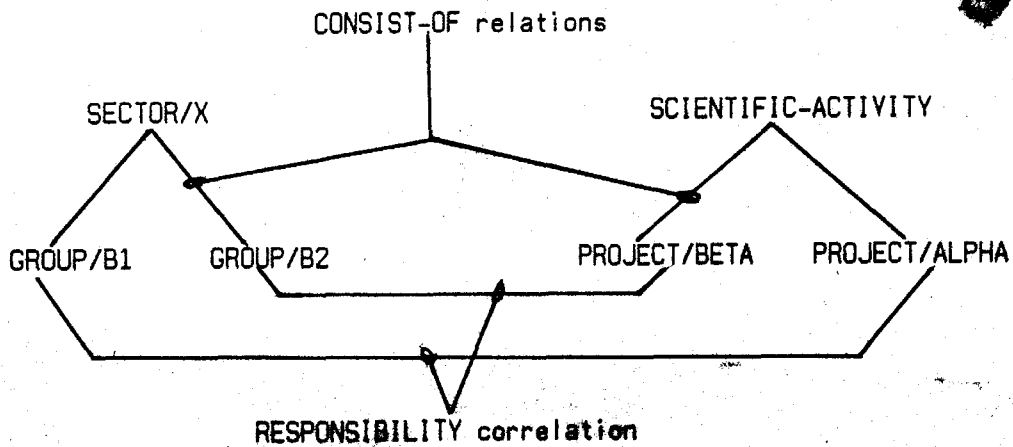 CONSIST-OF relations
SECTOR/X SCIENTIFIC-ACTIVITY
GROUP/B1 GROUP/B2 PROJECT/BETA PROJECT/ALPHA
RESPONSIBILITY correlation